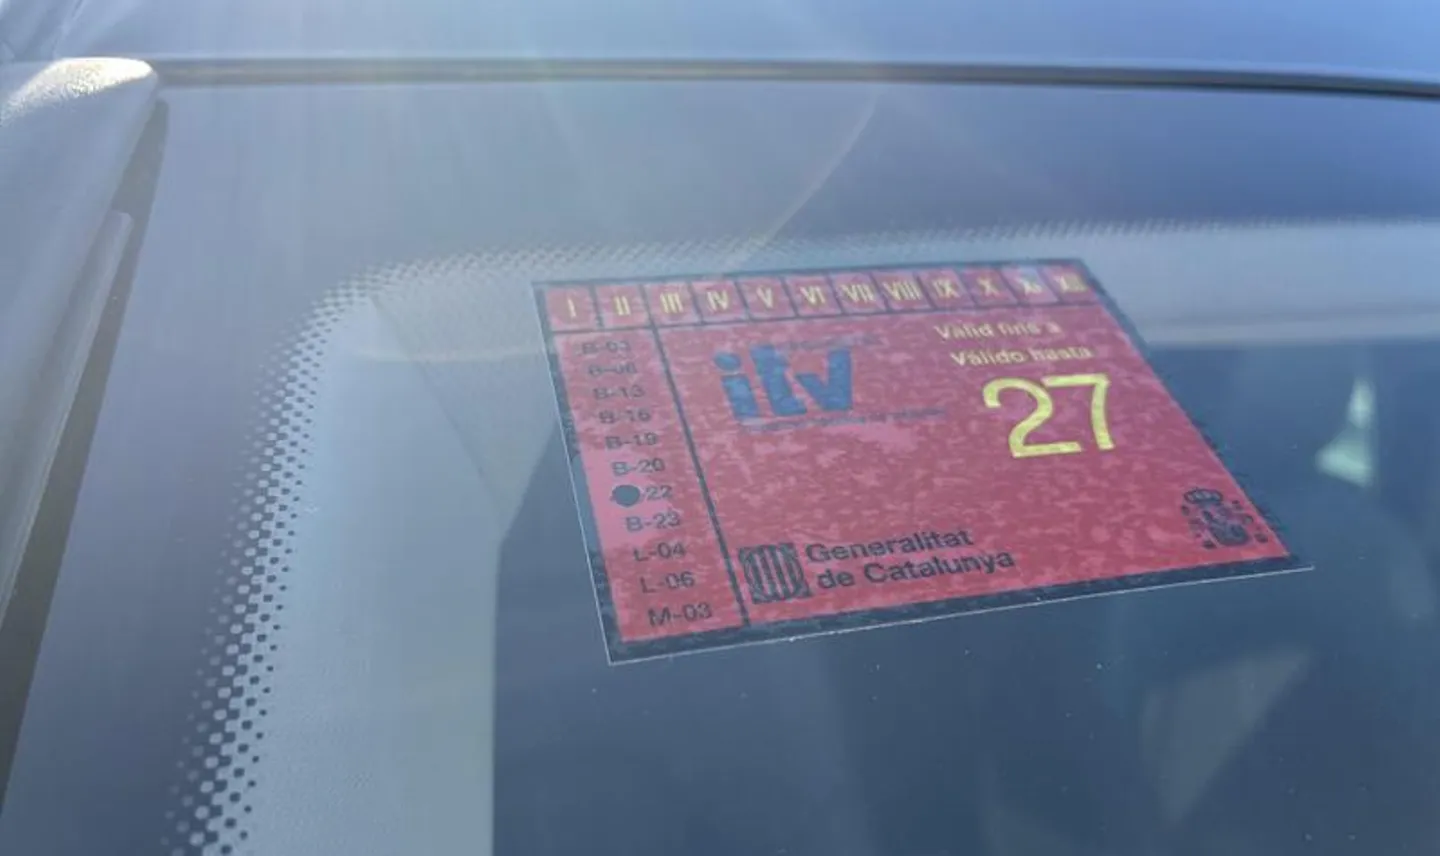 I II III IV V VI VII VIII IX X XI XII
B-03
B-06
B-13
B-16
B-19
B-20
22
B-23
L-04
L-06
M-03
itv
Vàlid fins a
Válido hasta
27
Generalitat
de Catalunya